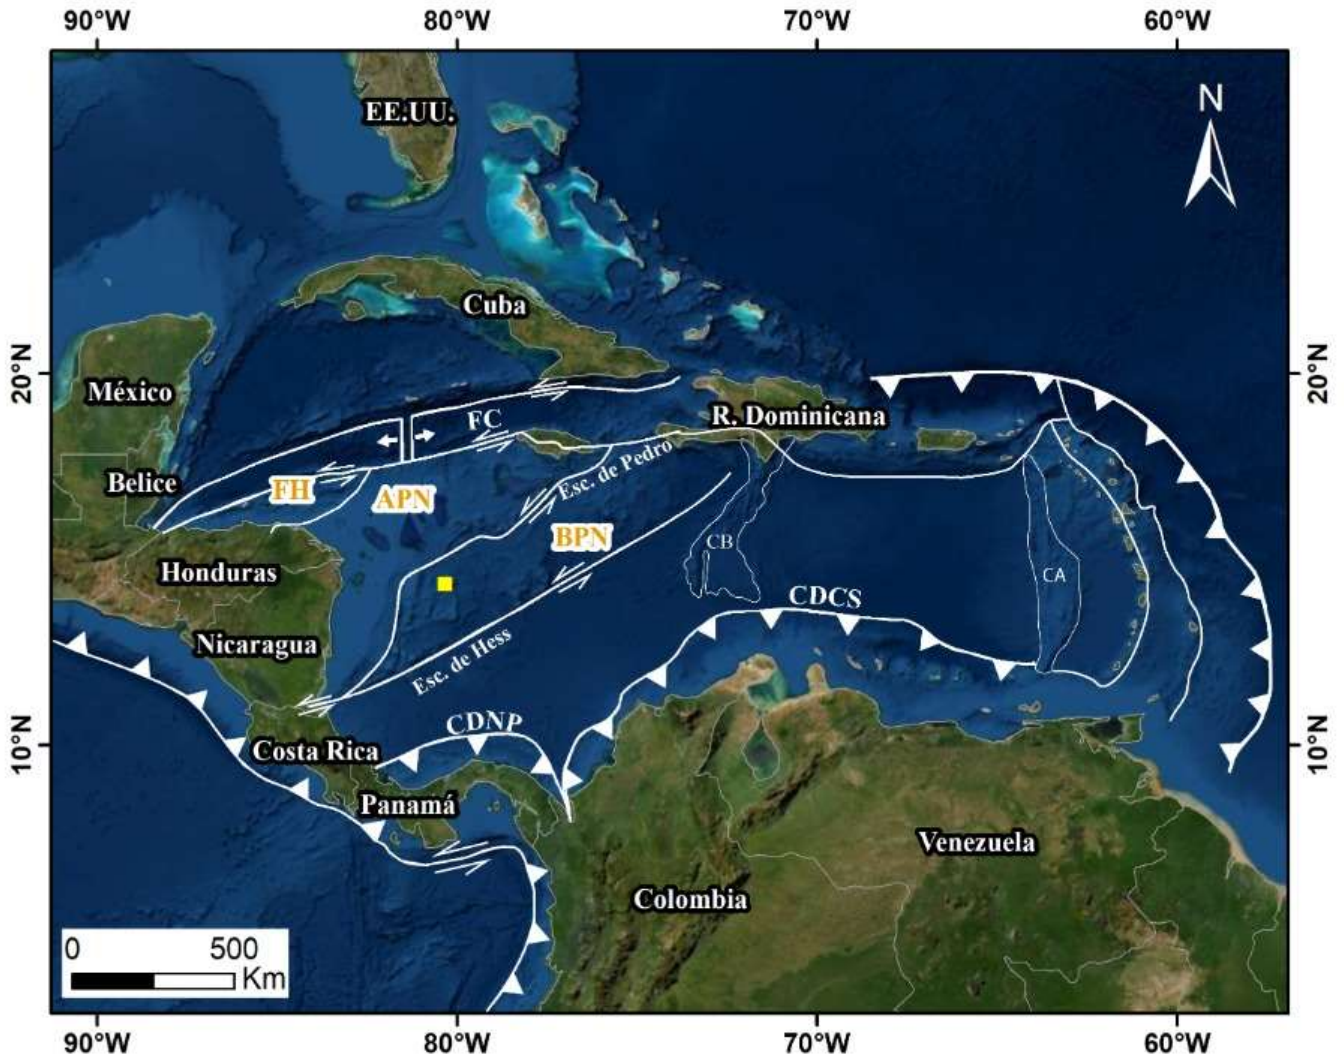 90°W 80°W 70°W 60°W
N
EE.UU.
Cuba
20°N 20°N
México
R. Dominicana
FC
Belice
Esc. de Pedro
FH
APN
BPN
CB
Honduras
CA
CDCS
Nicaragua
Esc. de Hess
CDNP
10°N 10°N
Costa Rica
Panamá
Venezuela
Colombia
0 500
Km
90°W 80°W 70°W 60°W